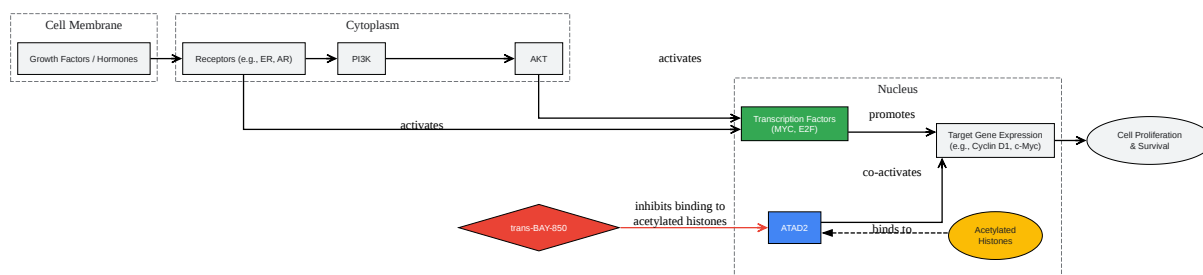 Cell Membrane
Cytoplasm
Growth Factors / Hormones
Receptors (e.g., ER, AR)
PI3K
AKT
activates
Nucleus
activates
Transcription Factors
(MYC, E2F)
promotes
Target Gene Expression
(e.g., Cyclin D1, c-Myc)
Cell Proliferation
& Survival
co-activates
trans-BAY-850
inhibits binding to
acetylated histones
ATAD2
binds to
Acetylated
Histones